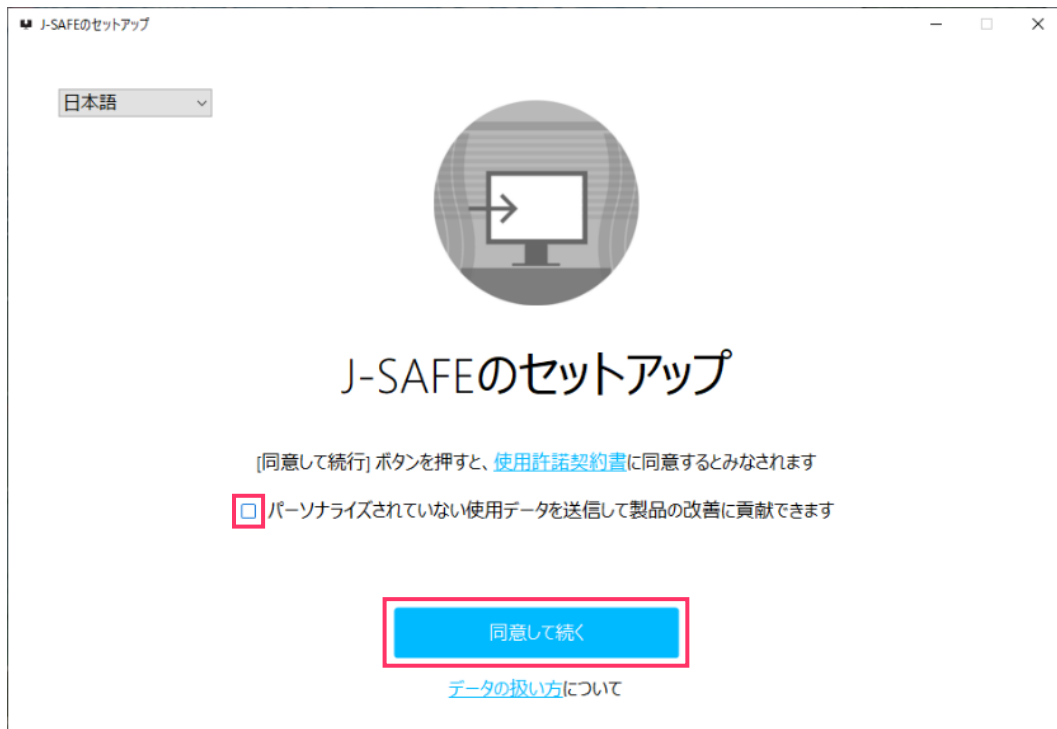 J-SAFEのセットアップ
日本語
J-SAFEのセットアップ
[同意して続行] ボタンを押すと、使用許諾契約書に同意するとみなされます
パーソナライズされていない使用データを送信して製品の改善に貢献できます
同意して続く
データの扱い方について